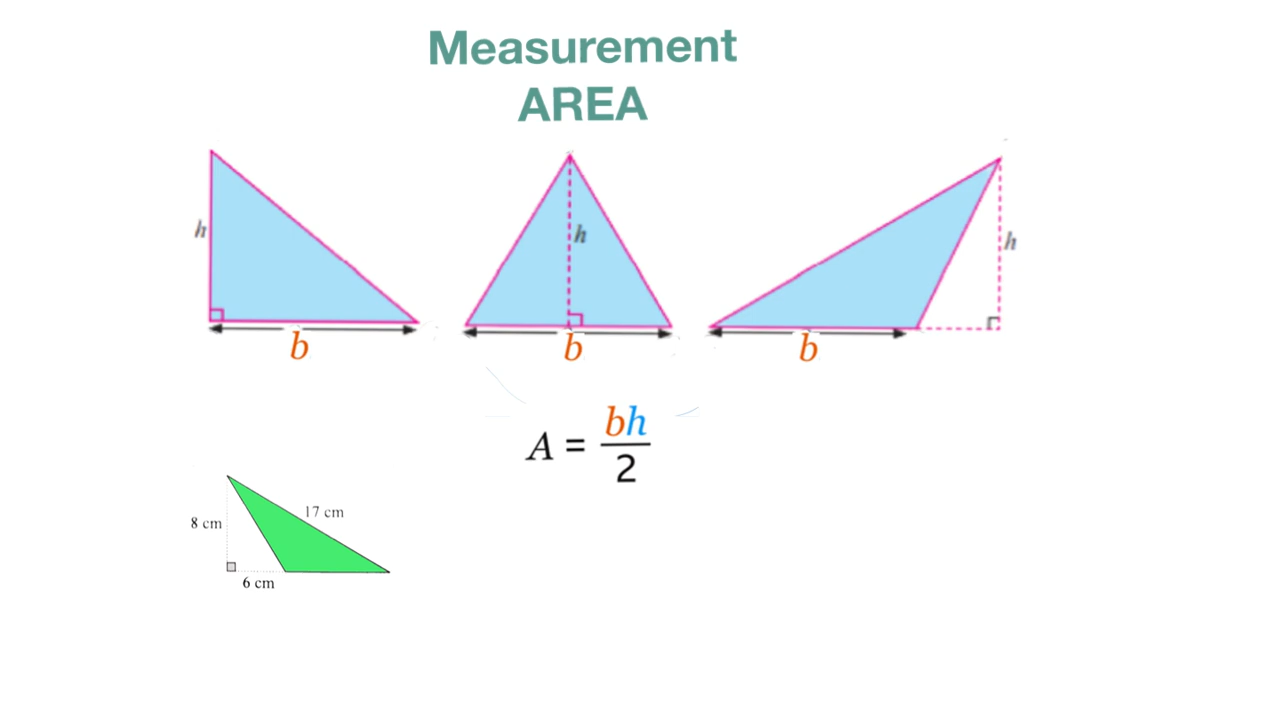 Measurement
AREA
h
h
h
b
b
b
A = bh/2
17 cm
8 cm
6 cm